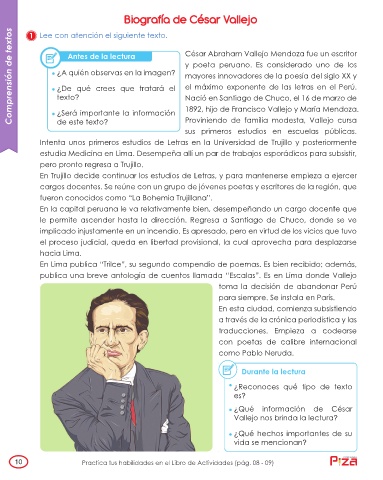 Biografía de César Vallejo
Comprensión de textos
1 Lee con atención el siguiente texto.
Antes de la lectura
¿A quién observas en la imagen?
¿De qué crees que tratará el
texto?
¿Será importante la información
de este texto?
César Abraham Vallejo Mendoza fue un escritor
y poeta peruano. Es considerado uno de los
mayores innovadores de la poesía del siglo XX y
el máximo exponente de las letras en el Perú.
Nació en Santiago de Chuco, el 16 de marzo de
1892, hijo de Francisco Vallejo y María Mendoza.
Proviniendo de familia modesta, Vallejo cursa
sus primeros estudios en escuelas públicas.
Intenta unos primeros estudios de Letras en la Universidad de Trujillo y posteriormente
estudia Medicina en Lima. Desempeña allí un par de trabajos esporádicos para subsistir,
pero pronto regresa a Trujillo.
En Trujillo decide continuar los estudios de Letras, y para mantenerse empieza a ejercer
cargos docentes. Se reúne con un grupo de jóvenes poetas y escritores de la región, que
fueron conocidos como “La Bohemia Trujillana”.
En la capital peruana le va relativamente bien, desempeñando un cargo docente que
le permite ascender hasta la dirección. Regresa a Santiago de Chuco, donde se ve
implicado injustamente en un incendio. Es apresado, pero en virtud de los vicios que tuvo
el proceso judicial, queda en libertad provisional, la cual aprovecha para desplazarse
hacia Lima.
En Lima publica “Trilce”, su segundo compendio de poemas. Es bien recibido; además,
publica una breve antología de cuentos llamada “Escalas”. Es en Lima donde Vallejo
toma la decisión de abandonar Perú
para siempre. Se instala en París.
En esta ciudad, comienza subsistiendo
a través de la crónica periodística y las
traducciones. Empieza a codearse
con poetas de calibre internacional
como Pablo Neruda.
Durante la lectura
¿Reconoces qué tipo de texto
es?
¿Qué información de César
Vallejo nos brinda la lectura?
¿Qué hechos importantes de su
vida se mencionan?
10
Practica tus habilidades en el Libro de Actividades (pág. 08 - 09)